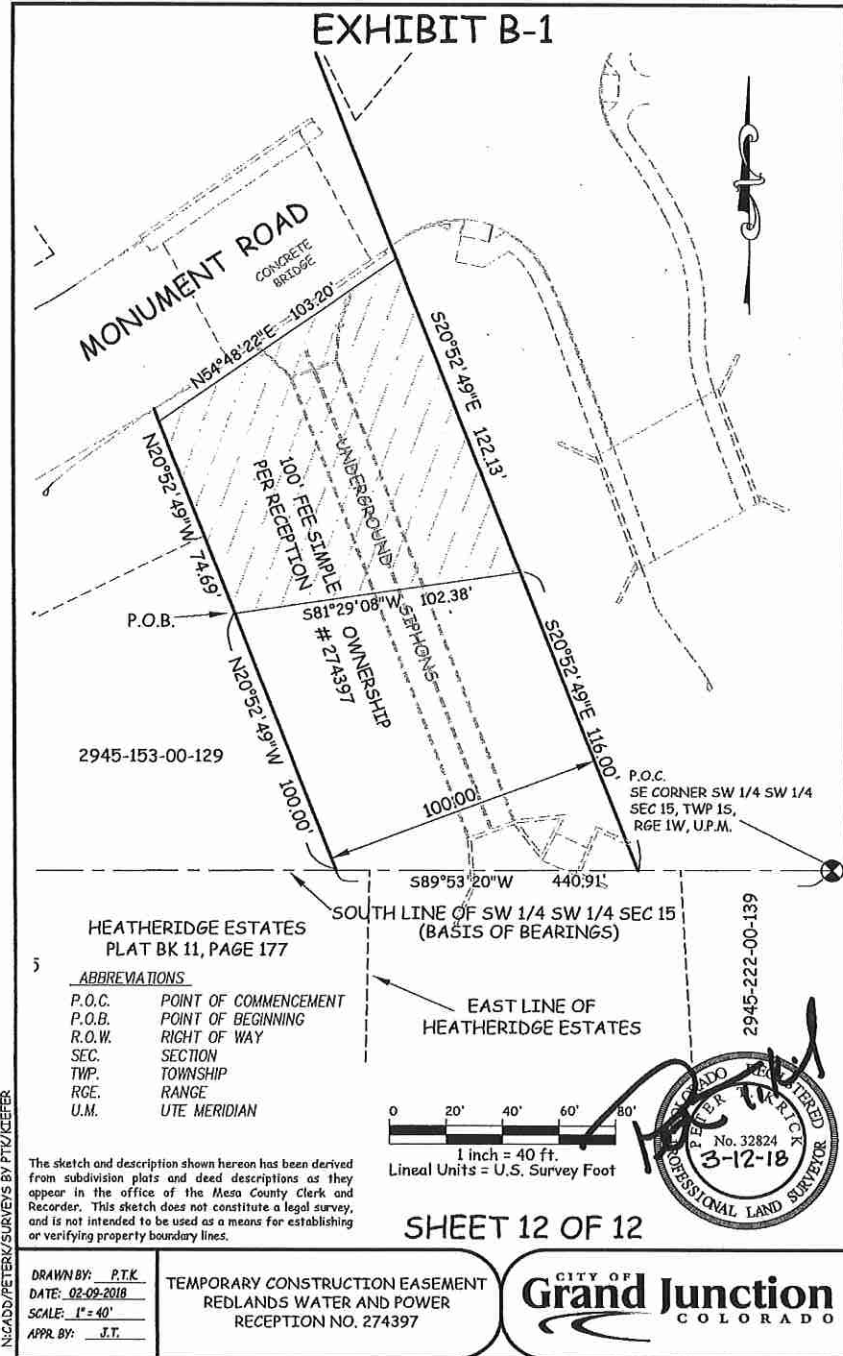 EXHIBIT B-1
MONUMENT ROAD
CONCRETE
BRIDGE
N54°48'22"E 103.20'
S20°52'49"E 122.13'
N20°52'49"W 74.69'
100' FEE SIMPLE OWNERSHIP
PER RECEPTION # 274397
UNDERGROUND SIPHONS
P.O.B.
S81°29'08"W 102.38'
S20°52'49"E 116.00'
N20°52'49"W 100.00'
2945-153-00-129
100.00'
P.O.C.
SE CORNER SW 1/4 SW 1/4
SEC 15, TWP 1S,
RGE 1W, U.P.M.
S89°53'20"W 440.91'
SOUTH LINE OF SW 1/4 SW 1/4 SEC 15
(BASIS OF BEARINGS)
HEATHERIDGE ESTATES
PLAT BK 11, PAGE 177
2945-222-00-139
5
EAST LINE OF
HEATHERIDGE ESTATES
ABBREVIATIONS
P.O.C. POINT OF COMMENCEMENT
P.O.B. POINT OF BEGINNING
R.O.W. RIGHT OF WAY
SEC. SECTION
TWP. TOWNSHIP
RGE. RANGE
U.M. UTE MERIDIAN
0 20' 40' 60' 80'
1 inch = 40 ft.
Lineal Units = U.S. Survey Foot
COLORADO REGISTERED
PETER T. KRICK
No. 32824
3-12-18
PROFESSIONAL LAND SURVEYOR
The sketch and description shown hereon has been derived
from subdivision plats and deed descriptions as they
appear in the office of the Mesa County Clerk and
Recorder. This sketch does not constitute a legal survey,
and is not intended to be used as a means for establishing
or verifying property boundary lines.
SHEET 12 OF 12
N:CADD/PETERK/SURVEYS BY PTK/KIEFER
DRAWN BY: P.T.K.
DATE: 02-09-2018
SCALE: 1" = 40'
APPR. BY: J.T.
TEMPORARY CONSTRUCTION EASEMENT
REDLANDS WATER AND POWER
RECEPTION NO. 274397
CITY OF
Grand Junction
COLORADO